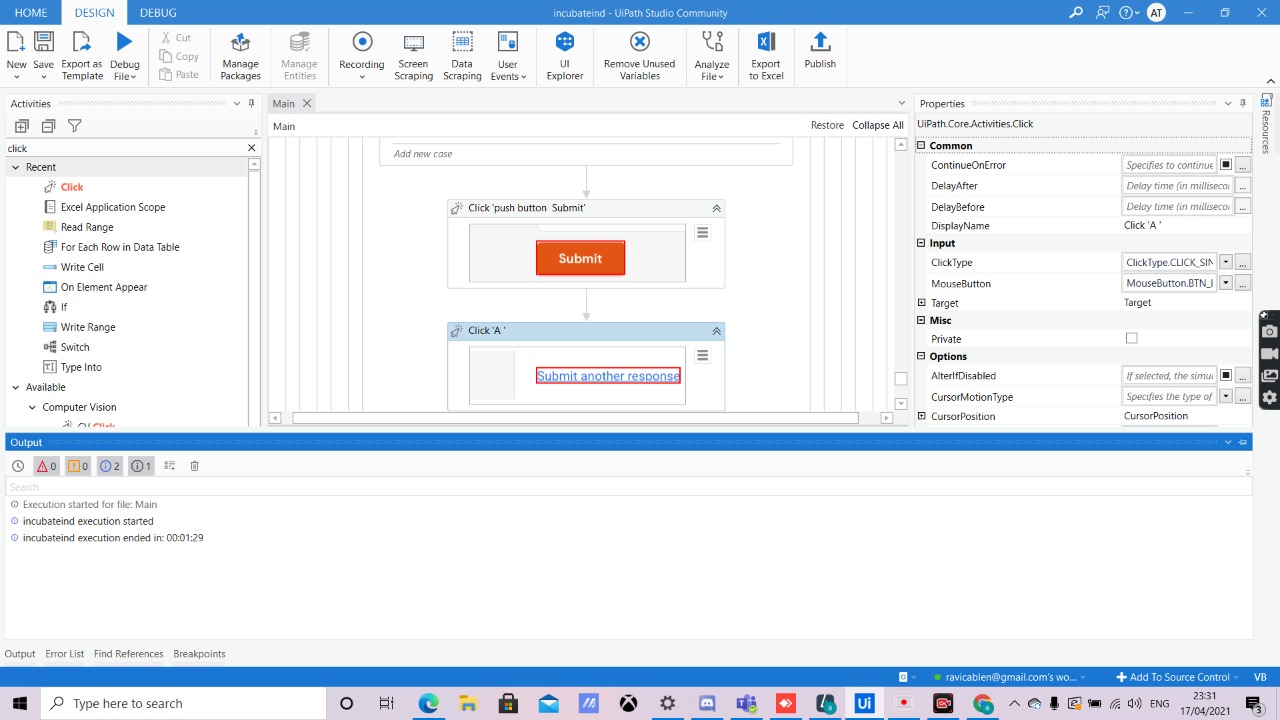 HOME DESIGN DEBUG incubateind - UiPath Studio Community AT
New Save Export as Template Debug File Cut Copy Paste Manage Packages Manage Entities Recording Screen Scraping Data Scraping User Events UI Explorer Remove Unused Variables Analyze File Export to Excel Publish
Activities
click
Recent
Click
Excel Application Scope
Read Range
For Each Row in Data Table
Write Cell
On Element Appear
If
Write Range
Switch
Type Into
Available
Computer Vision
CV Click
Main
Main Restore Collapse All
Add new case
Click 'push button Submit'
Submit
Click 'A '
Submit another response
Properties
UiPath.Core.Activities.Click
Common
ContinueOnError Specifies to continue
DelayAfter Delay time (in millisecon
DelayBefore Delay time (in millisecon
DisplayName Click 'A '
Input
ClickType ClickType.CLICK_SIN
MouseButton MouseButton.BTN_L
Target Target
Misc
Private
Options
AlterIfDisabled If selected, the simul
CursorMotionType Specifies the type of
CursorPosition CursorPosition
Resources
Output
0 0 2 1
Search
Execution started for file: Main
incubateind execution started
incubateind execution ended in: 00:01:29
Output Error List Find References Breakpoints
ravicablen@gmail.com's wo... Add To Source Control VB
Type here to search Ui ENG 23:31 17/04/2021 3